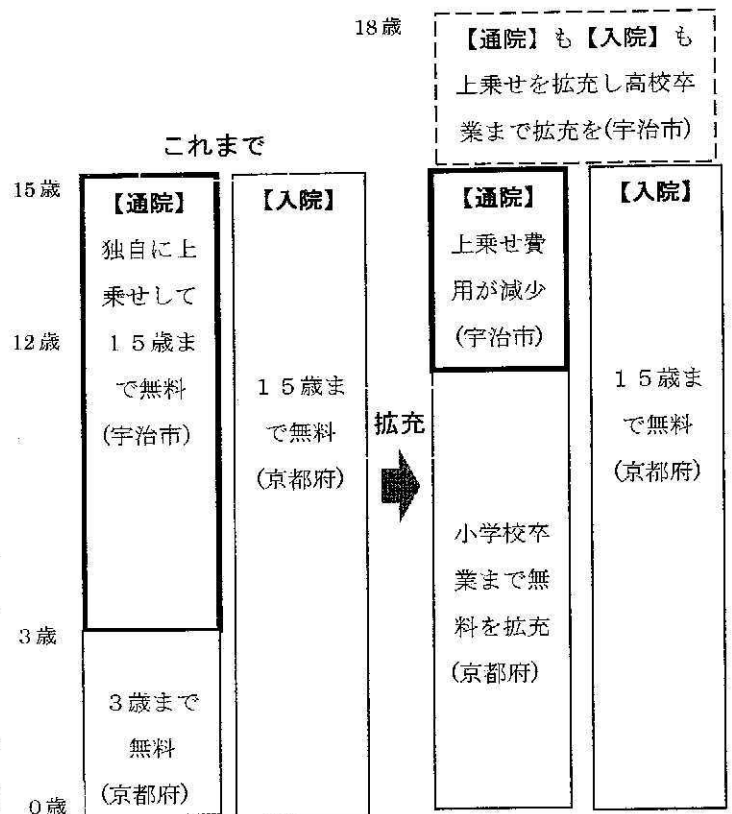 18歳
【通院】も【入院】も
上乗せを拡充し高校卒
業まで拡充を(宇治市)
これまで
15歳
12歳
3歳
0歳
【通院】
独自に上
乗せして
１５歳ま
で無料
(宇治市)
3歳まで
無料
(京都府)
【入院】
１５歳ま
で無料
(京都府)
拡充
【通院】
上乗せ費
用が減少
(宇治市)
小学校卒
業まで無
料を拡充
(京都府)
【入院】
１５歳ま
で無料
(京都府)